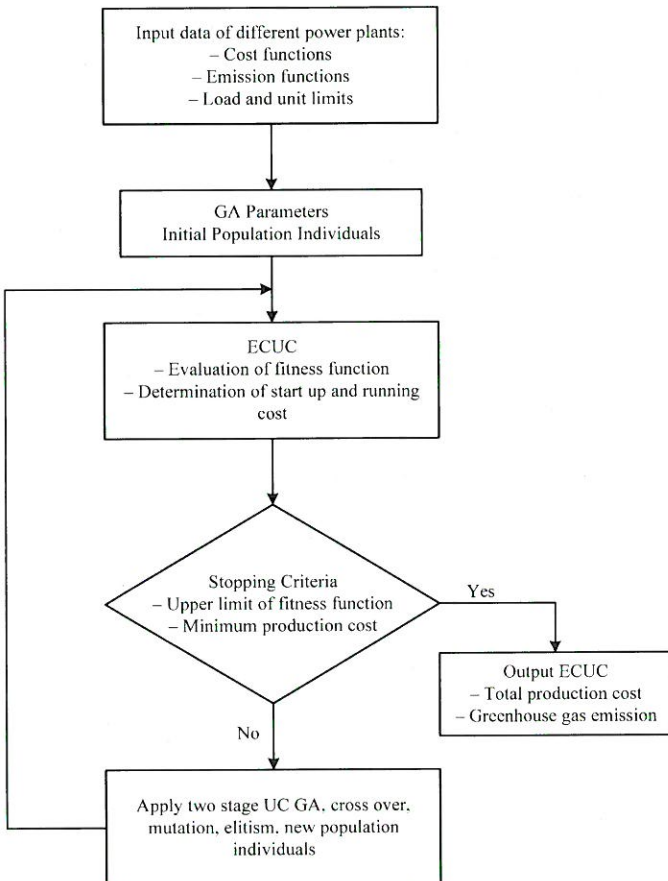 Input data of different power plants:
– Cost functions
– Emission functions
– Load and unit limits
GA Parameters
Initial Population Individuals
ECUC
– Evaluation of fitness function
– Determination of start up and running
cost
Stopping Criteria
– Upper limit of fitness function
– Minimum production cost
Yes
Output ECUC
– Total production cost
– Greenhouse gas emission
No
Apply two stage UC GA, cross over,
mutation, elitism, new population
individuals